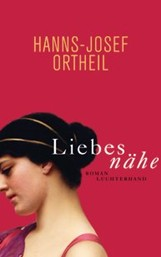 HANNS-JOSEF
ORTHEIL
Liebes
nähe
ROMAN
LUCHTERHAND